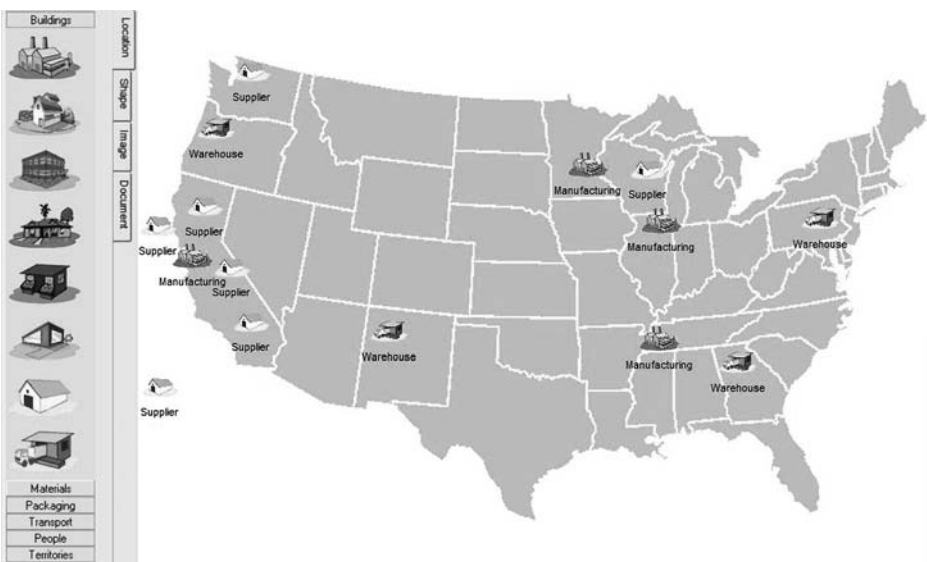 Buildings
Location
Shape
Image
Document
Materials
Packaging
Transport
People
Territories
Supplier
Warehouse
Manufacturing
Supplier
Supplier
Manufacturing
Warehouse
Supplier
Supplier
Manufacturing
Supplier
Supplier
Warehouse
Manufacturing
Warehouse
Supplier